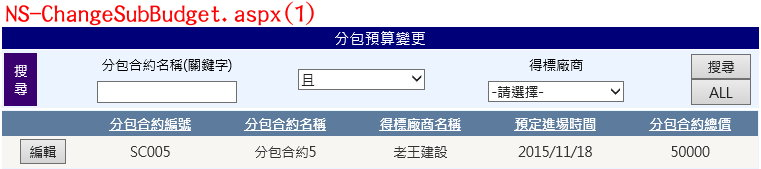 NS-ChangeSubBudget.aspx(1)
分包預算變更
搜尋 分包合約名稱(關鍵字) 且 得標廠商 -請選擇- 搜尋 ALL
分包合約編號 分包合約名稱 得標廠商名稱 預定進場時間 分包合約總價
編輯 SC005 分包合約5 老王建設 2015/11/18 50000